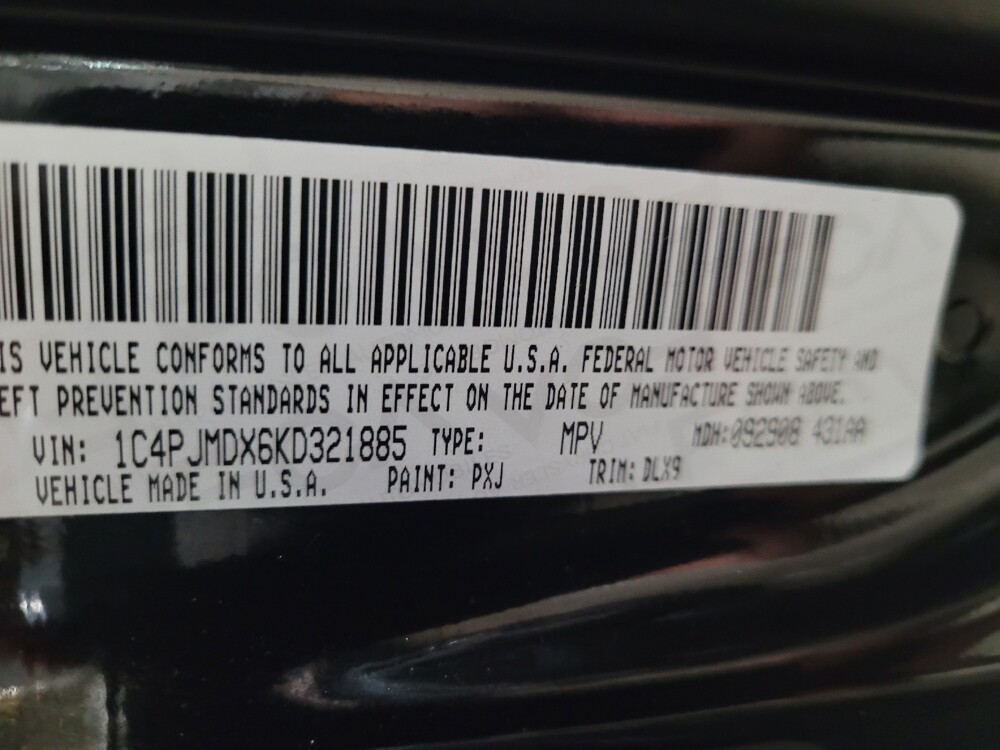 IS VEHICLE CONFORMS TO ALL APPLICABLE U.S.A. FEDERAL MOTOR VEHICLE SAFETY AND
EFT PREVENTION STANDARDS IN EFFECT ON THE DATE OF MANUFACTURE SHOWN ABOVE.
VIN: 1C4PJMDX6KD321885 TYPE: MPV MDH:092908 431AA
VEHICLE MADE IN U.S.A. PAINT: PXJ TRIM: DLX9